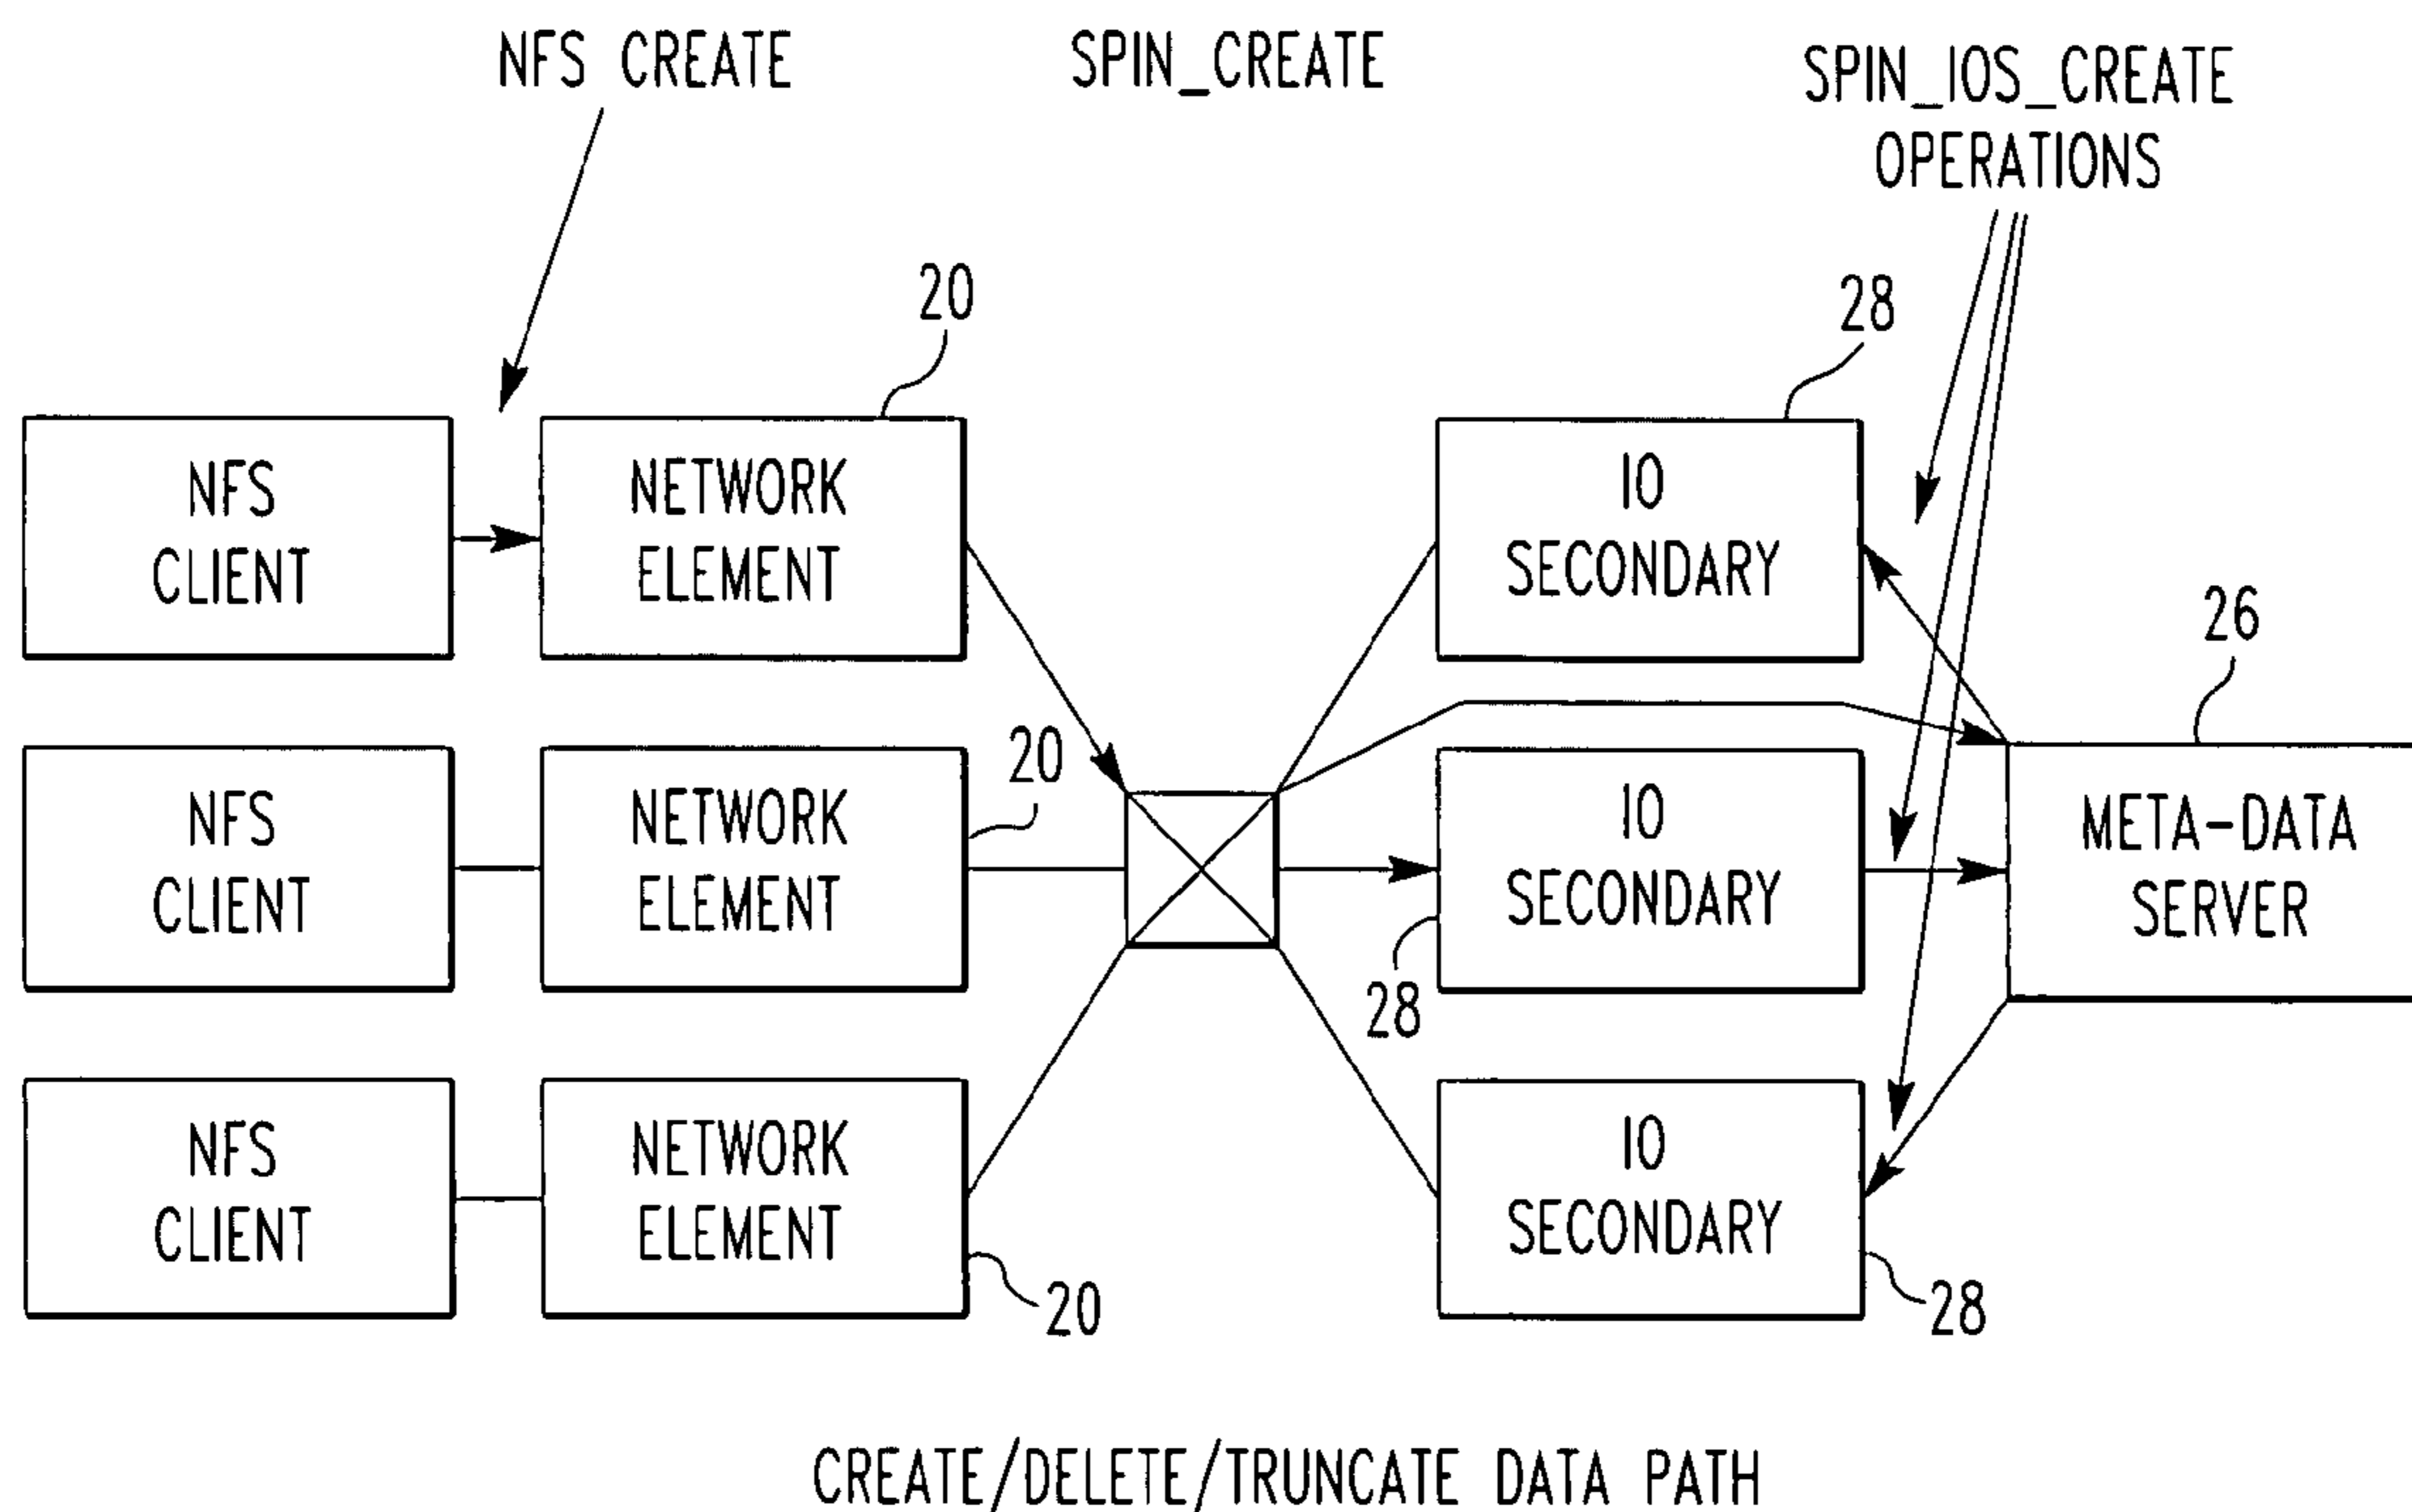 NFS CREATE
SPIN_CREATE
SPIN_IOS_CREATE
OPERATIONS
20
28
NFS
CLIENT
NETWORK
ELEMENT
IO
SECONDARY
26
20
NFS
CLIENT
NETWORK
ELEMENT
IO
SECONDARY
META-DATA
SERVER
28
NFS
CLIENT
NETWORK
ELEMENT
IO
SECONDARY
20
28
CREATE/DELETE/TRUNCATE DATA PATH